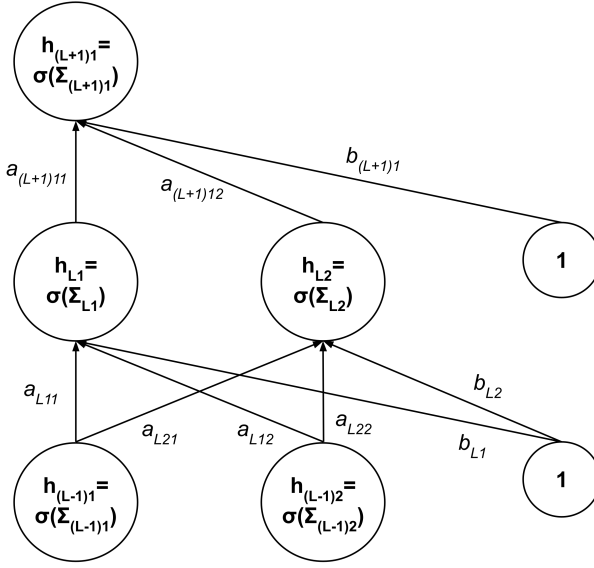 h(L+1)1=
σ(Σ(L+1)1)
b(L+1)1
a(L+1)11
a(L+1)12
hL1=
σ(ΣL1)
hL2=
σ(ΣL2)
1
aL11
bL2
aL21
aL12
aL22
bL1
h(L-1)1=
σ(Σ(L-1)1)
h(L-1)2=
σ(Σ(L-1)2)
1